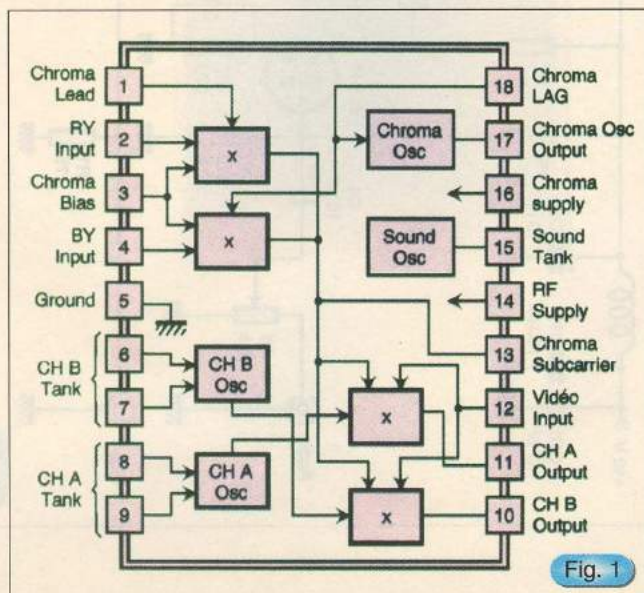 Chroma
Lead
1
RY
Input
2
Chroma
Bias
3
BY
Input
4
Ground
5
CH B
Tank
6
7
CH A
Tank
8
9
x
x
CH B
Osc
CH A
Osc
Chroma
Osc
Sound
Osc
x
x
18
Chroma
LAG
17
Chroma Osc
Output
16
Chroma
supply
15
Sound
Tank
14
RF
Supply
13
Chroma
Subcarrier
12
Vidéo
Input
11
CH A
Output
10
CH B
Output
Fig. 1